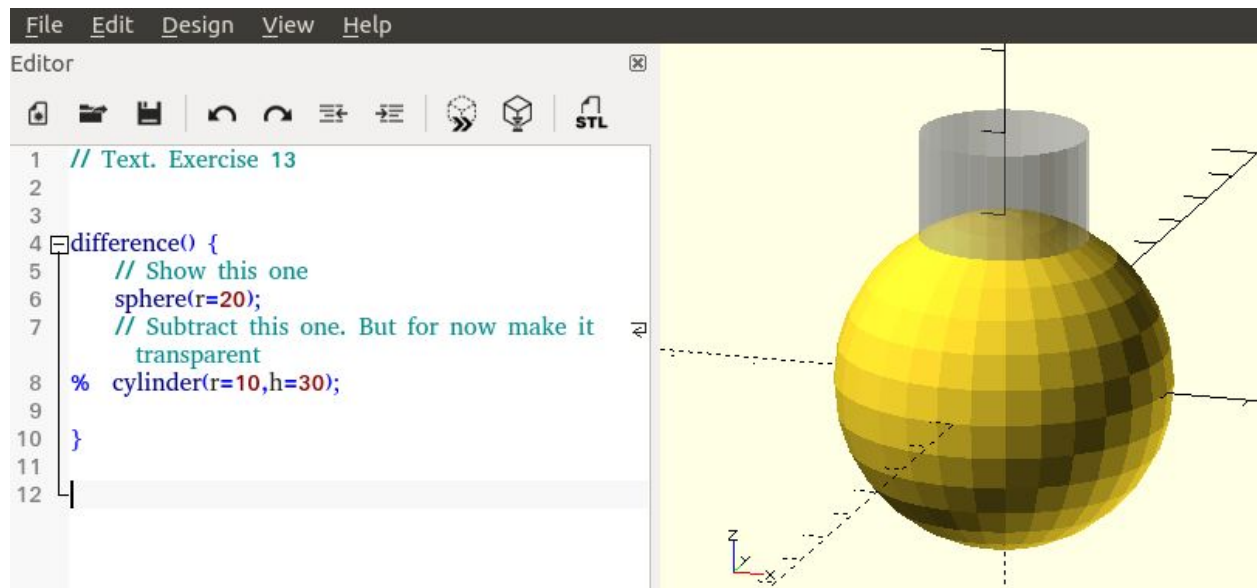 File Edit Design View Help
Editor
STL
1 // Text. Exercise 13
2
3
4 difference() {
5 // Show this one
6 sphere(r=20);
7 // Subtract this one. But for now make it
transparent
8 % cylinder(r=10,h=30);
9
10 }
11
12
Z
Y
X